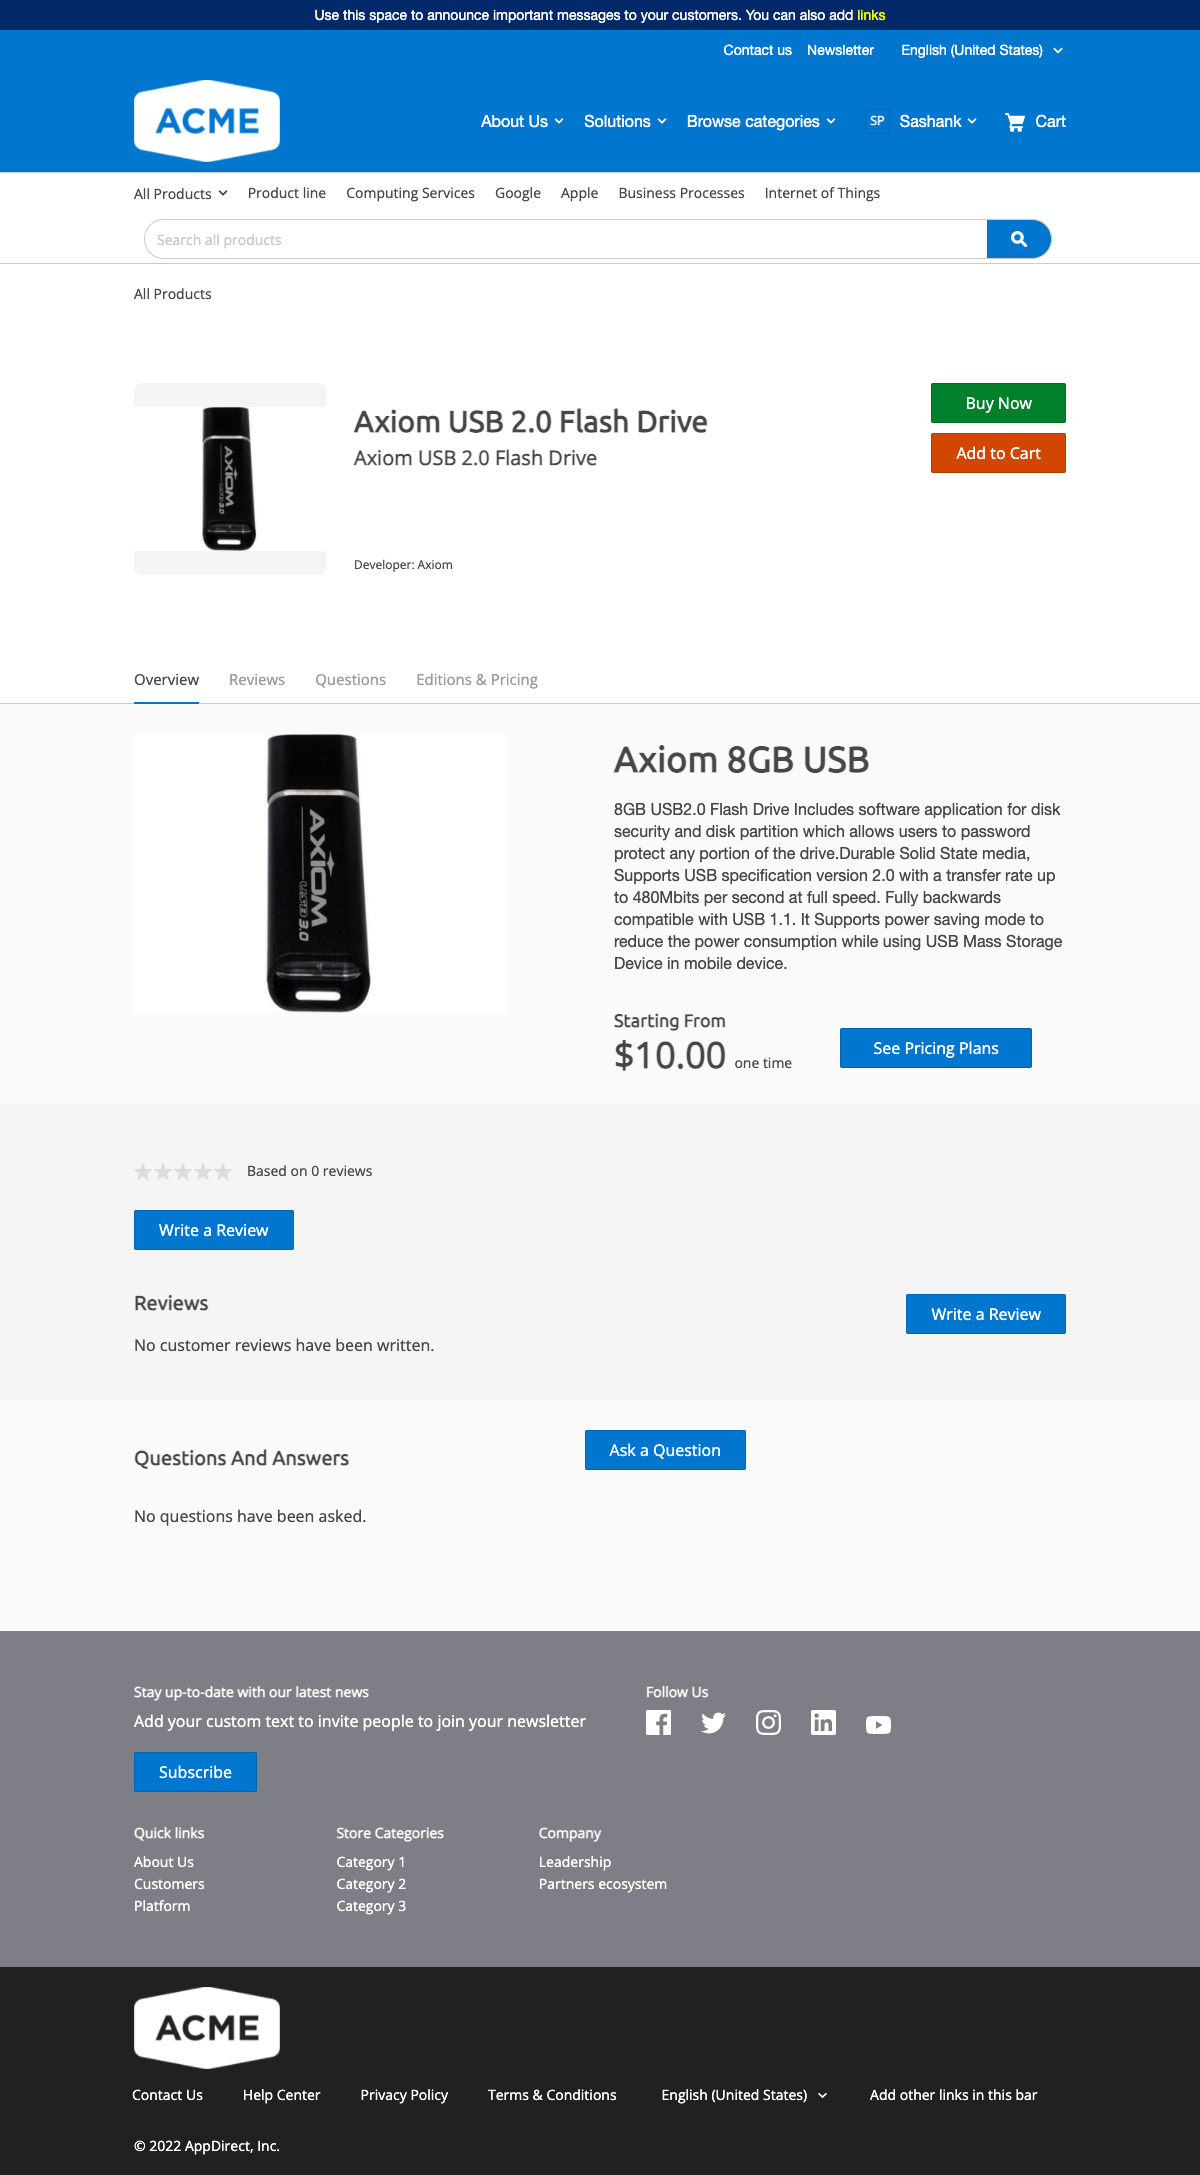 Use this space to announce important messages to your customers. You can also add links
Contact us Newsletter English (United States)
ACME
About Us Solutions Browse categories SP Sashank Cart
All Products Product line Computing Services Google Apple Business Processes Internet of Things
Search all products
All Products
AXIOM
USB 3.0
Axiom USB 2.0 Flash Drive
Axiom USB 2.0 Flash Drive
Developer: Axiom
Buy Now
Add to Cart
Overview Reviews Questions Editions & Pricing
AXIOM
USB 3.0
Axiom 8GB USB
8GB USB2.0 Flash Drive Includes software application for disk
security and disk partition which allows users to password
protect any portion of the drive.Durable Solid State media,
Supports USB specification version 2.0 with a transfer rate up
to 480Mbits per second at full speed. Fully backwards
compatible with USB 1.1. It Supports power saving mode to
reduce the power consumption while using USB Mass Storage
Device in mobile device.
Starting From
$10.00 one time
See Pricing Plans
Based on 0 reviews
Write a Review
Reviews
Write a Review
No customer reviews have been written.
Questions And Answers
Ask a Question
No questions have been asked.
Stay up-to-date with our latest news
Add your custom text to invite people to join your newsletter
Subscribe
Follow Us
Quick links
About Us
Customers
Platform
Store Categories
Category 1
Category 2
Category 3
Company
Leadership
Partners ecosystem
ACME
Contact Us Help Center Privacy Policy Terms & Conditions English (United States) Add other links in this bar
© 2022 AppDirect, Inc.